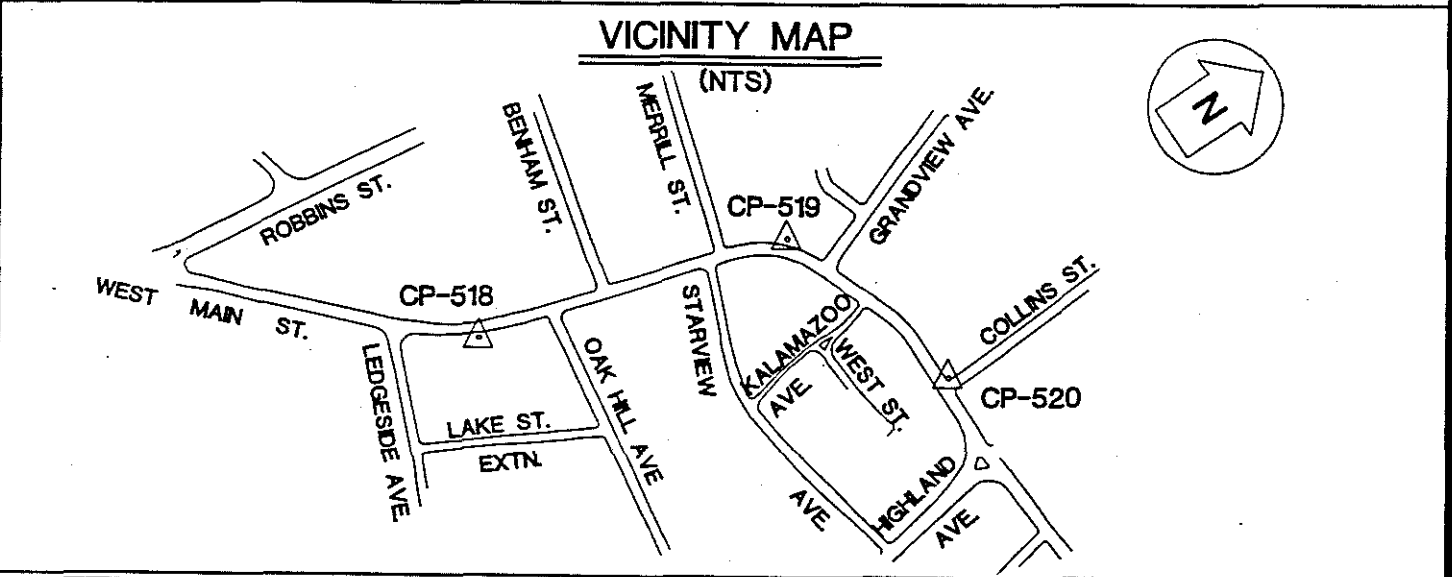 VICINITY MAP
(NTS)
N
ROBBINS ST.
BENHAM ST.
MERRILL ST.
CP-519
GRANDVIEW AVE.
WEST MAIN ST.
CP-518
LEDGESIDE AVE.
LAKE ST.
EXTN.
OAK HILL AVE
STARVIEW
AVE.
KALAMAZOO
AVE.
WEST ST.
COLLINS ST.
CP-520
HIGHLAND
AVE.